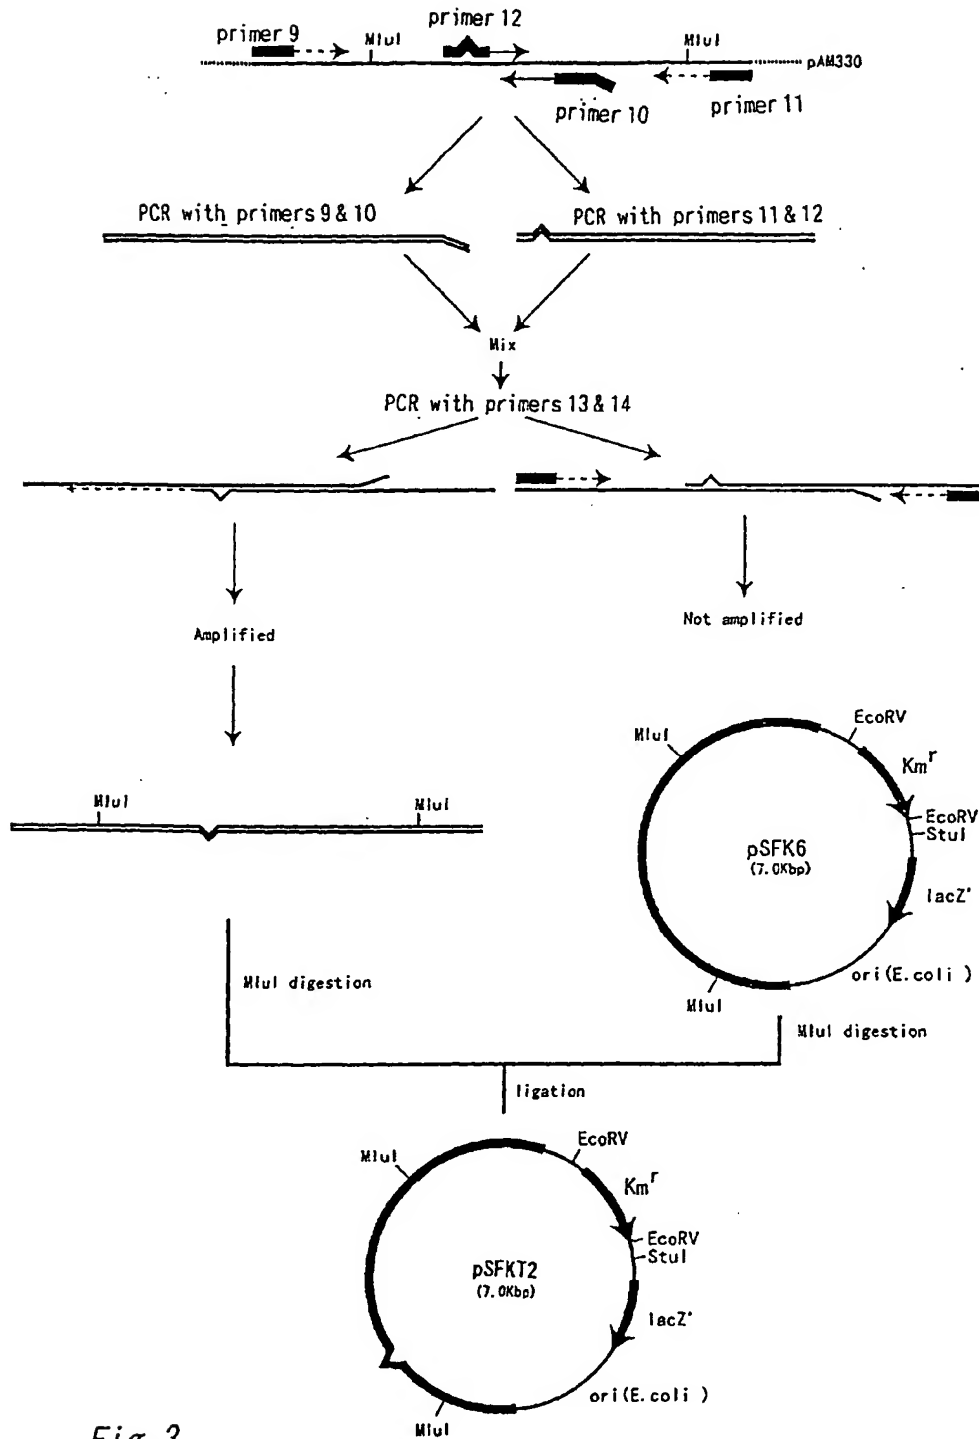 primer 12
primer 9
MluI
MluI
pAM330
primer 10
primer 11
PCR with primers 9 & 10
PCR with primers 11 & 12
Mix
PCR with primers 13 & 14
Amplified
Not amplified
MluI
MluI
MluI
EcoRV
Kmr
EcoRV
StuI
pSFK6
(7.0Kbp)
lacZ'
ori(E.coli )
MluI
MluI digestion
MluI digestion
ligation
MluI
EcoRV
Kmr
EcoRV
StuI
pSFKT2
(7.0Kbp)
lacZ'
ori(E.coli )
MluI
Fig. 3